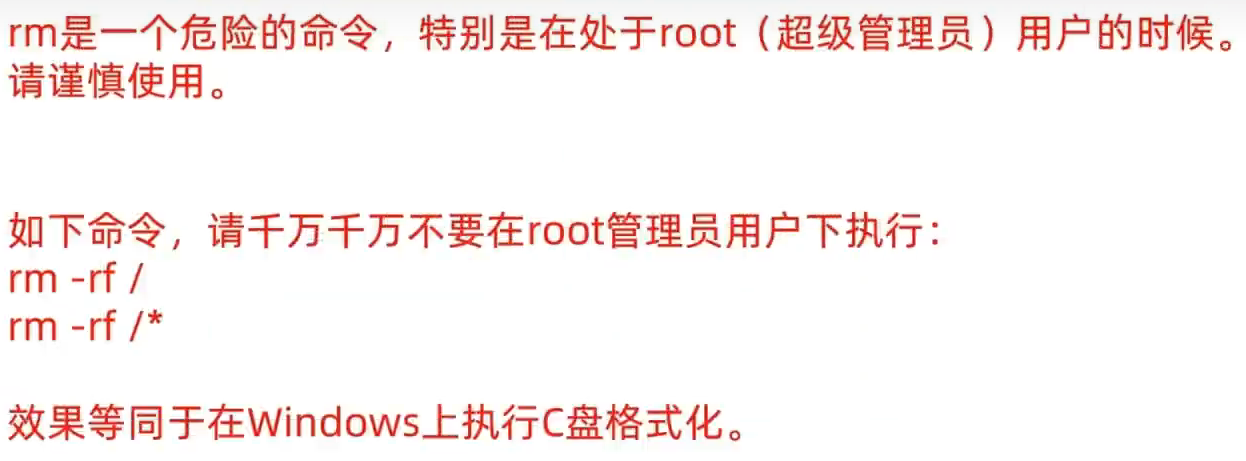 rm是一个危险的命令，特别是在处于root（超级管理员）用户的时候。
请谨慎使用。
如下命令，请千万千万不要在root管理员用户下执行：
rm -rf /
rm -rf /*
效果等同于在Windows上执行C盘格式化。